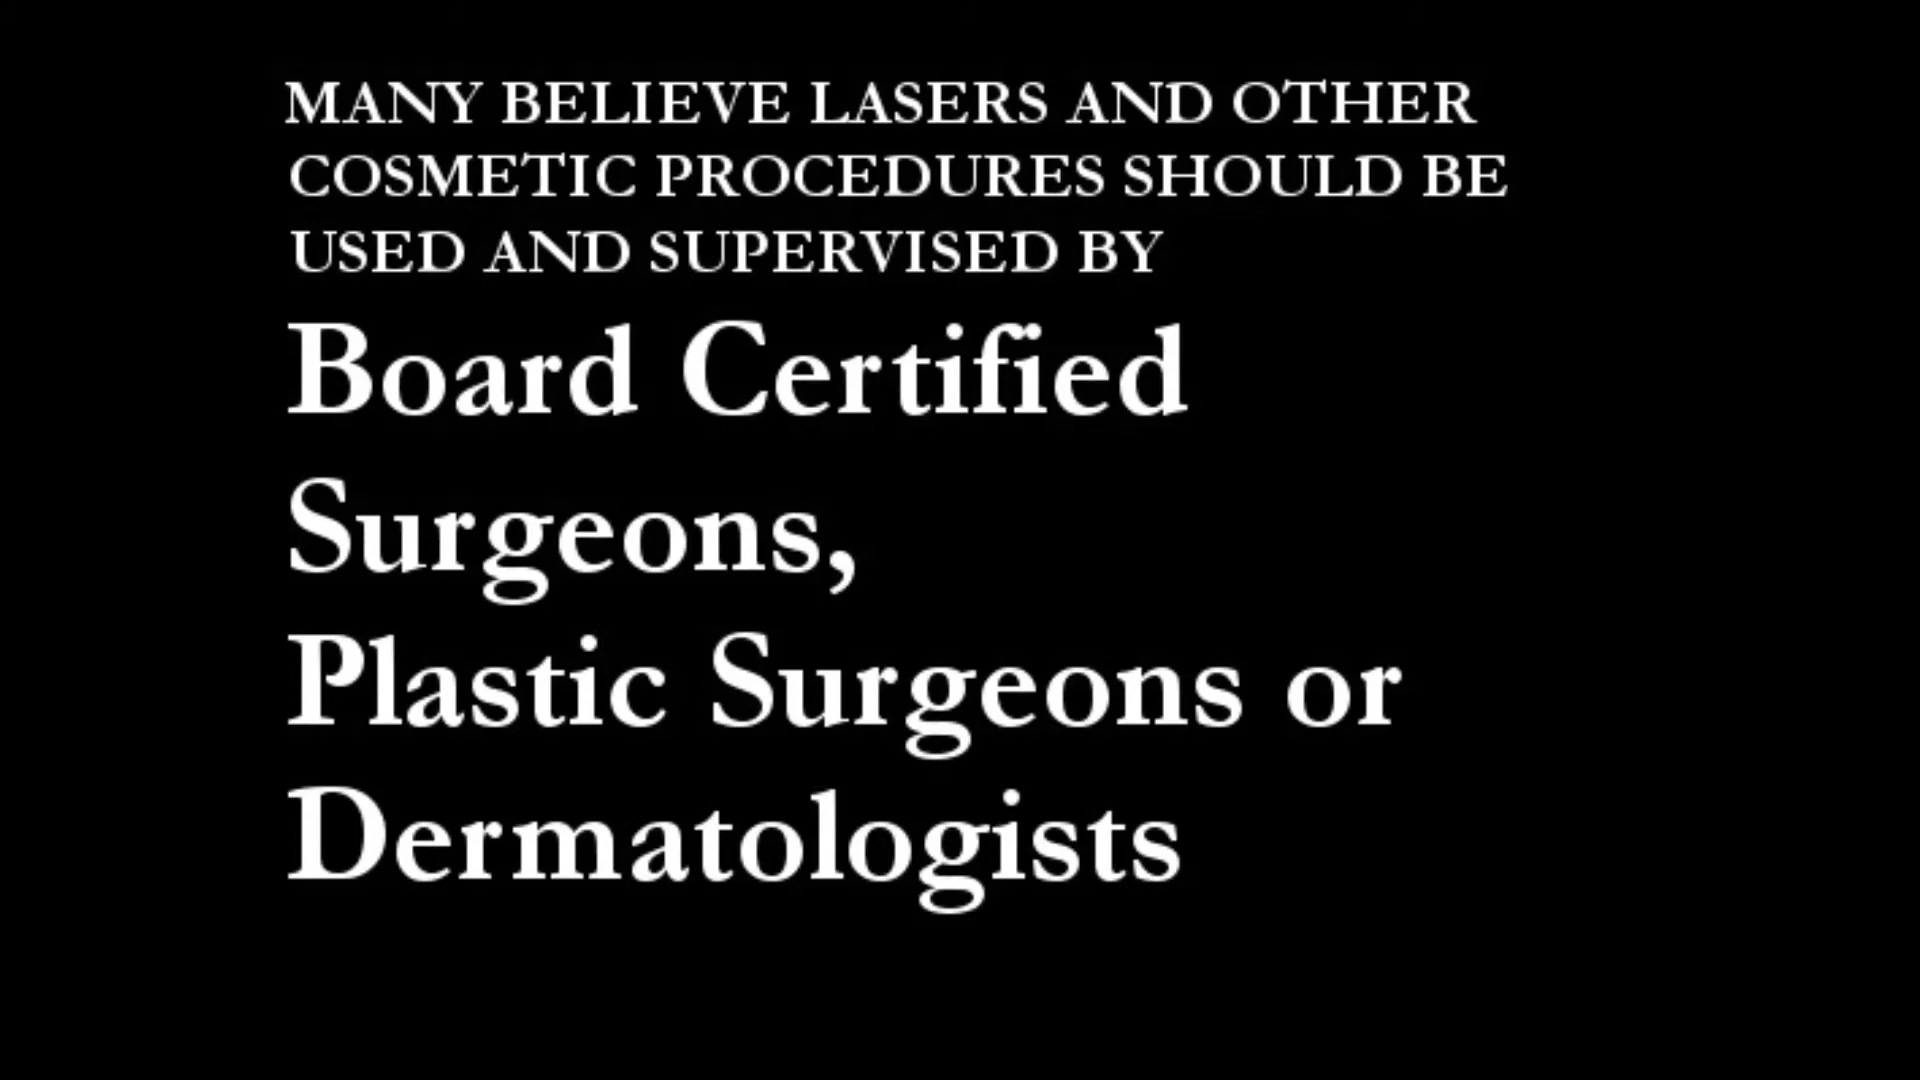 MANY BELIEVE LASERS AND OTHER
COSMETIC PROCEDURES SHOULD BE
USED AND SUPERVISED BY
Board Certified
Surgeons,
Plastic Surgeons or
Dermatologists